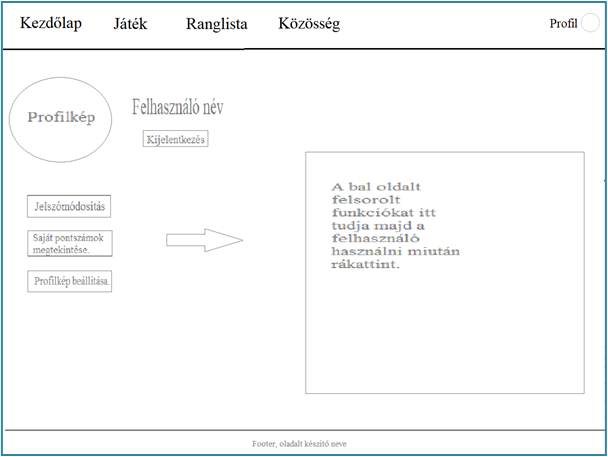 Kezdőlap Játék Ranglista Közösség Profil
Profilkép
Felhasználó név
Kijelentkezés
Jelszómódosítás
Saját pontszámok
megtekintése.
Profilkép beállítása.
A bal oldalt
felsorolt
funkciókat itt
tudja majd a
felhasználó
használni miután
rákattint.
Footer, oladalt készítő neve